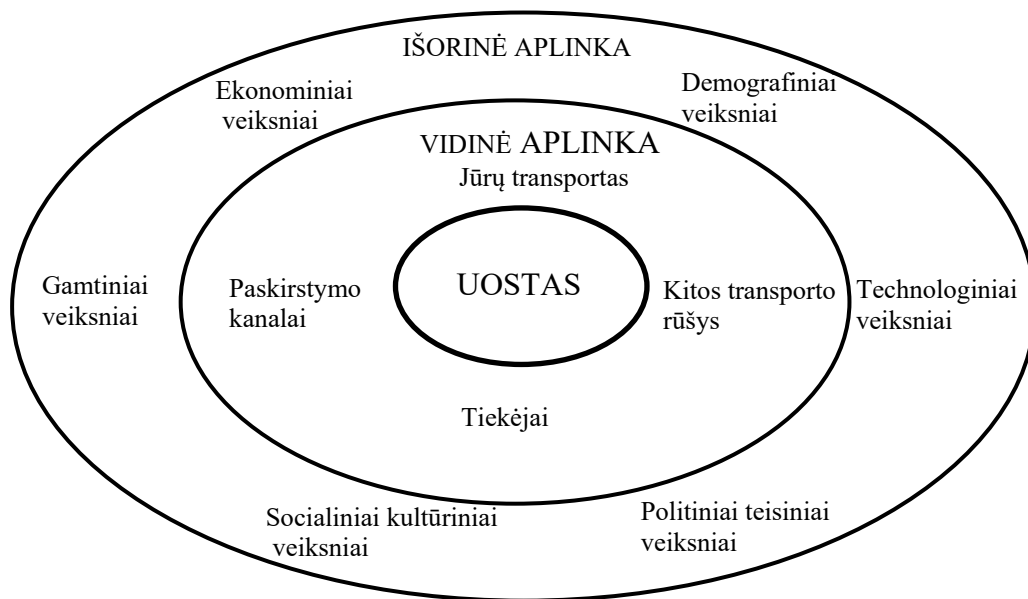 IŠORINĖ APLINKA
Ekonominiai
veiksniai
Demografiniai
veiksniai
VIDINĖ APLINKA
Jūrų transportas
Gamtiniai
veiksniai
Paskirstymo
kanalai
UOSTAS
Kitos transporto
rūšys
Technologiniai
veiksniai
Tiekėjai
Socialiniai kultūriniai
veiksniai
Politiniai teisiniai
veiksniai